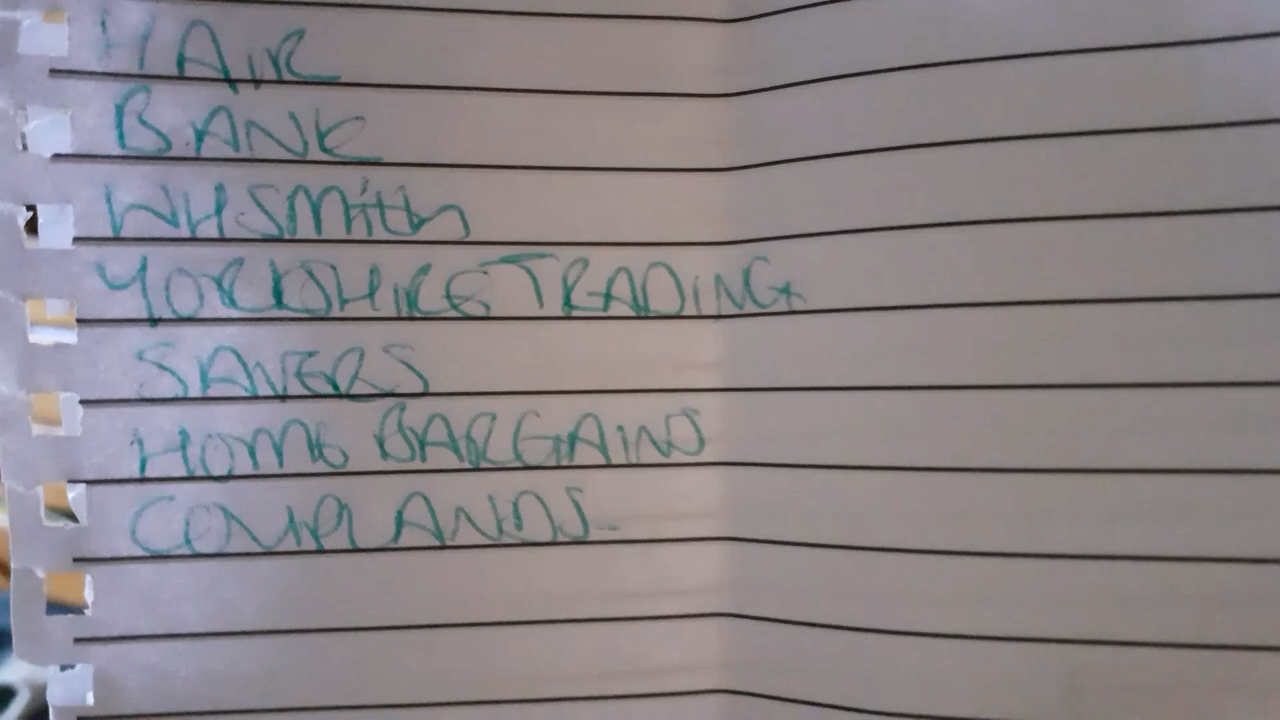 HAIR
BANK
WHSmith
YORKSHIRE TRADING
SAVERS
HOME BARGAINS